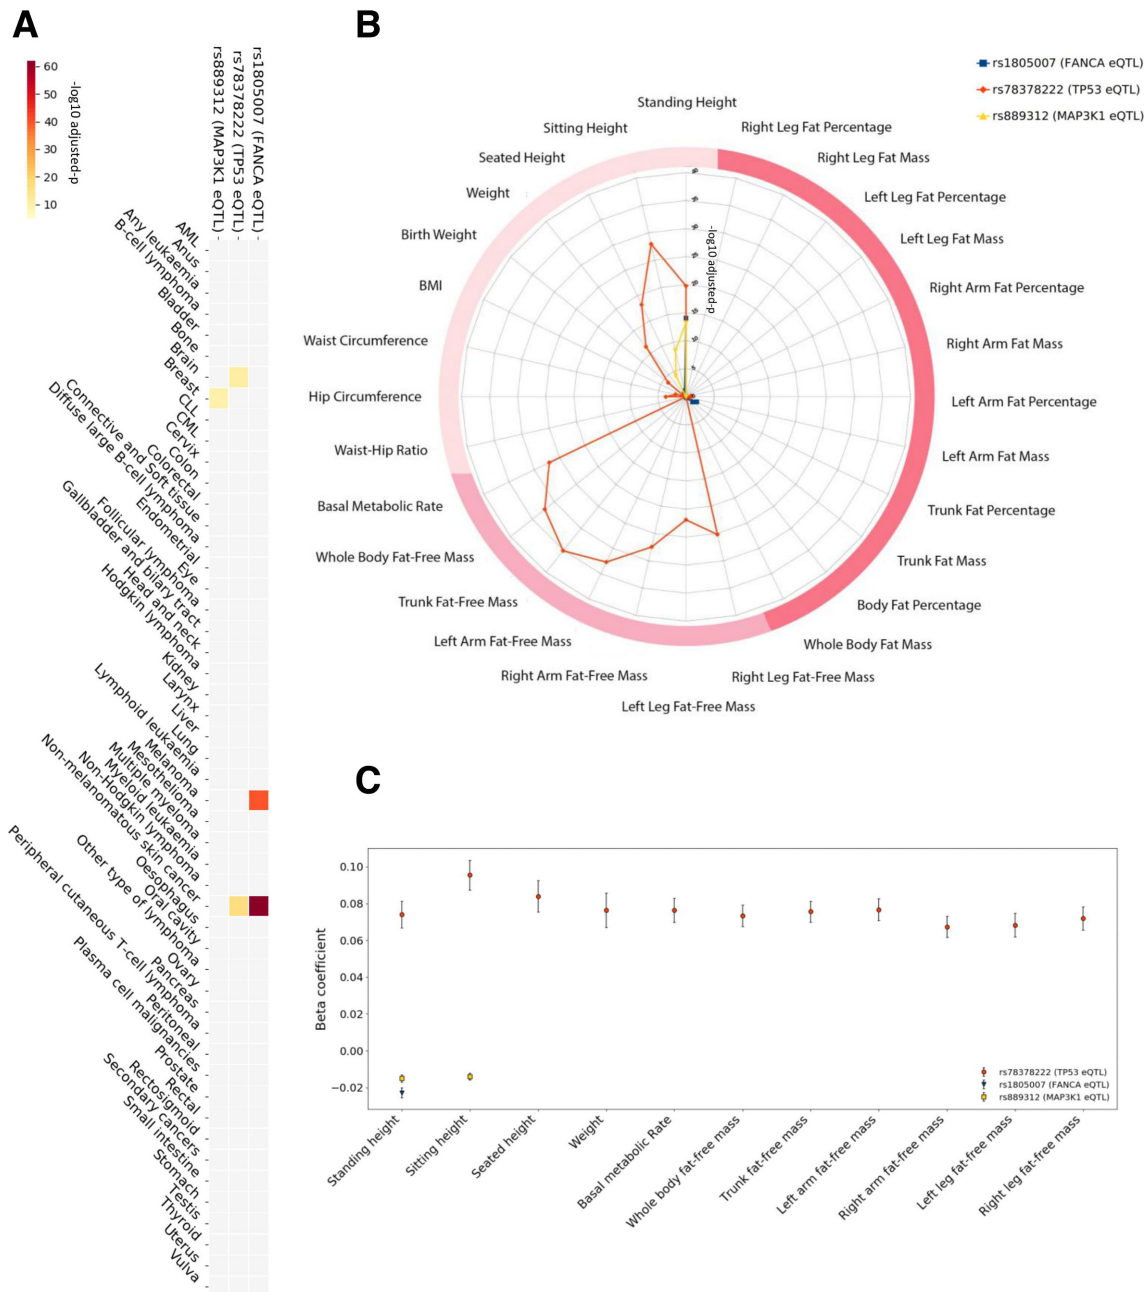 A
rs889312 (MAP3K1 eQTL)
rs78378222 (TP53 eQTL)
rs1805007 (FANCA eQTL)
60
50
40
30
20
10
-log10 adjusted-p
AML
Anus
Any leukaemia
B-cell lymphoma
Bladder
Bone
Brain
Breast
CLL
CML
Cervix
Colon
Colorectal
Connective and Soft tissue
Diffuse large B-cell lymphoma
Endometrial
Eye
Follicular lymphoma
Gallbladder and bilary tract
Head and neck
Hodgkin lymphoma
Kidney
Larynx
Liver
Lung
Lymphoid leukaemia
Melanoma
Mesothelioma
Multiple myeloma
Myeloid leukaemia
Non-Hodgkin lymphoma
Non-melanomatous skin cancer
Oesophagus
Oral cavity
Other type of lymphoma
Ovary
Pancreas
Peripheral cutaneous T-cell lymphoma
Peritoneal
Plasma cell malignancies
Prostate
Rectal
Rectosigmoid
Secondary cancers
Small intestine
Stomach
Testis
Thyroid
Uterus
Vulva
B
rs1805007 (FANCA eQTL)
rs78378222 (TP53 eQTL)
rs889312 (MAP3K1 eQTL)
Standing Height
Right Leg Fat Percentage
Right Leg Fat Mass
Left Leg Fat Percentage
Left Leg Fat Mass
Right Arm Fat Percentage
Right Arm Fat Mass
Left Arm Fat Percentage
Left Arm Fat Mass
Trunk Fat Percentage
Trunk Fat Mass
Body Fat Percentage
Whole Body Fat Mass
Right Leg Fat-Free Mass
Left Leg Fat-Free Mass
Right Arm Fat-Free Mass
Left Arm Fat-Free Mass
Trunk Fat-Free Mass
Whole Body Fat-Free Mass
Basal Metabolic Rate
Waist-Hip Ratio
Hip Circumference
Waist Circumference
BMI
Birth Weight
Weight
Seated Height
Sitting Height
-log10 adjusted-p
C
Beta coefficient
0.10
0.08
0.06
0.04
0.02
0.00
−0.02
rs78378222 (TP53 eQTL)
rs1805007 (FANCA eQTL)
rs889312 (MAP3K1 eQTL)
Standing height
Sitting height
Seated height
Weight
Basal metabolic Rate
Whole body fat-free mass
Trunk fat-free mass
Left arm fat-free mass
Right arm fat-free mass
Left leg fat-free mass
Right leg fat-free mass